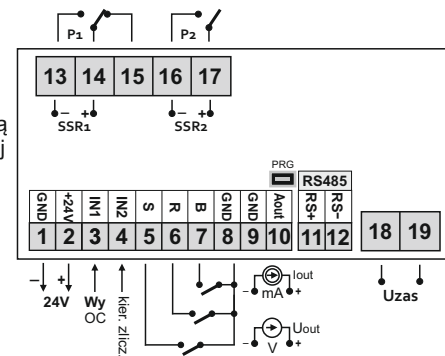 P1
P2
13 14 15 16 17
– +
SSR1
– +
SSR2
ą
j
PRG
RS485
GND +24V IN1 IN2 S R B GND GND Aout RS+ RS-
1 2 3 4 5 6 7 8 9 10 11 12
18 19
– +
24V
Wy
OC
kier. zlicz.
– +
mA
Iout
– +
V
Uout
Uzas